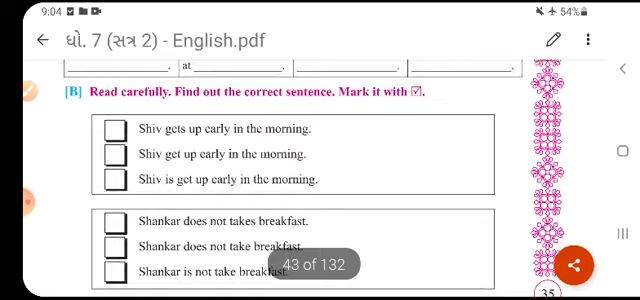 9:04 54%
ધો. 7 (સત્ર 2) - English.pdf
. at . . .
[B] Read carefully. Find out the correct sentence. Mark it with ☑.
Shiv gets up early in the morning.
Shiv get up early in the morning.
Shiv is get up early in the morning.
Shankar does not takes breakfast.
Shankar does not take breakfast.
Shankar is not take breakfast.
43 of 132
35